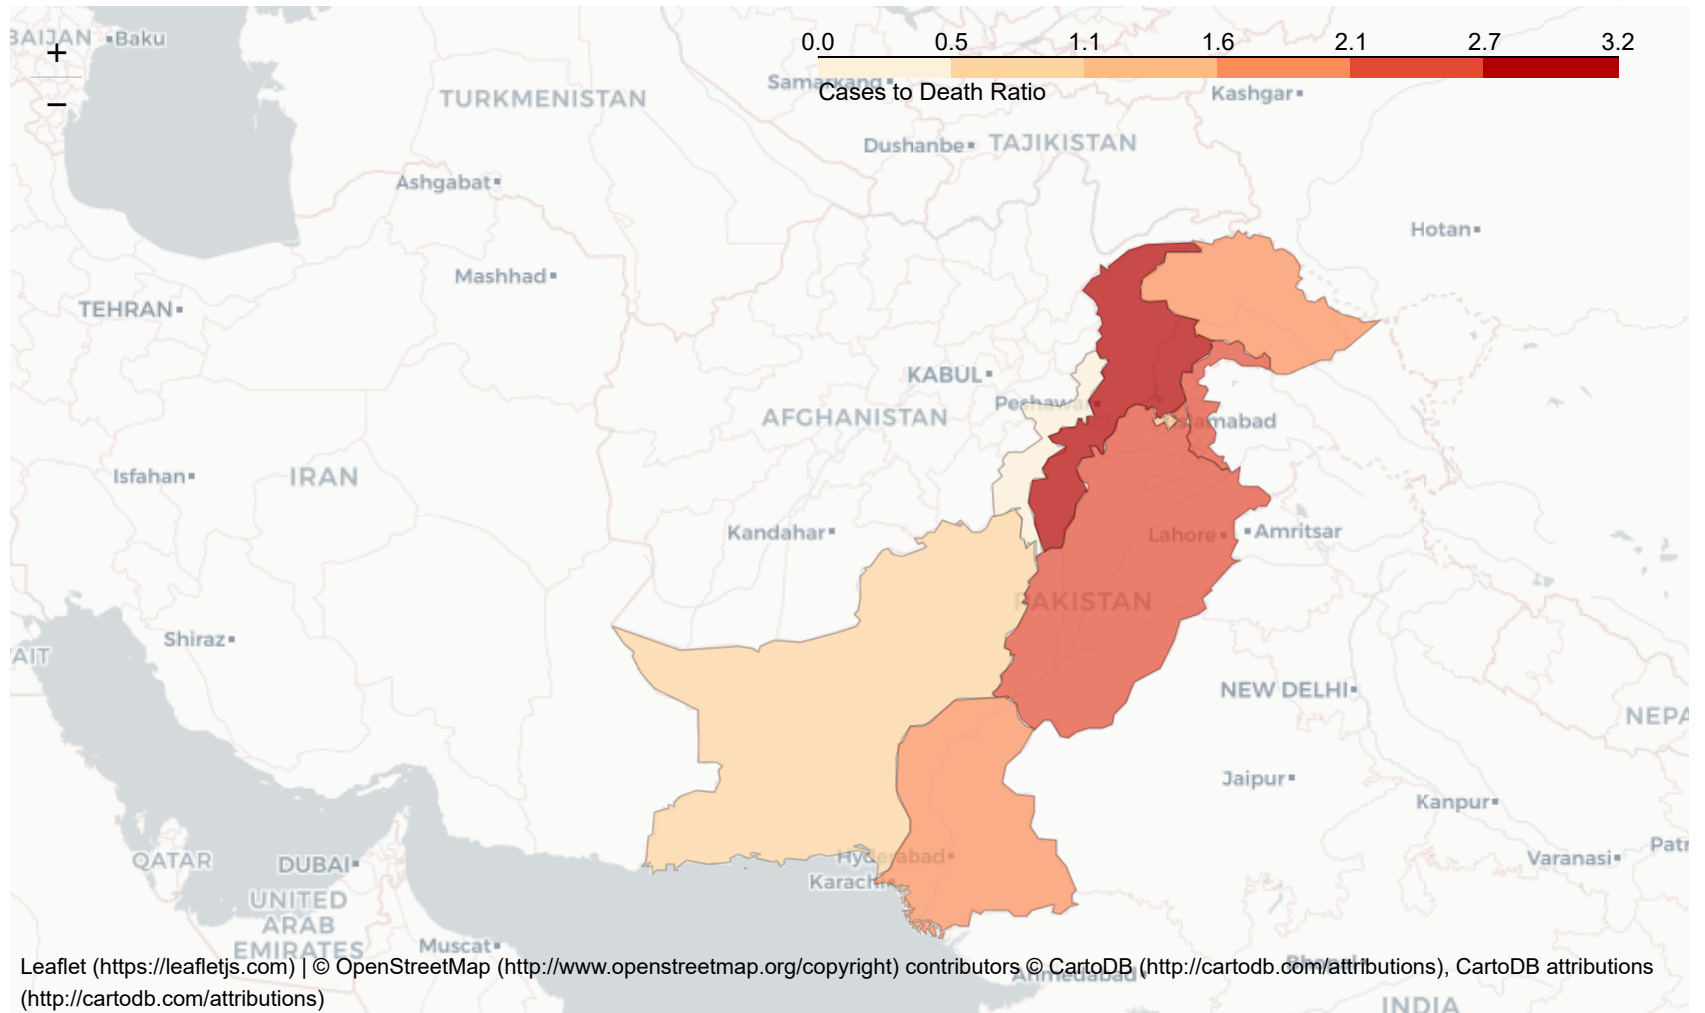 BAIJAN
Baku
+
−
0.0 0.5 1.1 1.6 2.1 2.7 3.2
Cases to Death Ratio
Samarkand
TURKMENISTAN
Kashgar
Dushanbe
TAJIKISTAN
Ashgabat
Hotan
Mashhad
TEHRAN
KABUL
Peshawar
AFGHANISTAN
Islamabad
Isfahan
IRAN
Kandahar
Lahore
Amritsar
PAKISTAN
Shiraz
AIT
NEW DELHI
NEPA
Jaipur
Kanpur
Patr
Hyderabad
Varanasi
QATAR
DUBAI
Karachi
UNITED
ARAB
EMIRATES
Muscat
Bhopal
Leaflet (https://leafletjs.com) | © OpenStreetMap (http://www.openstreetmap.org/copyright) contributors © CartoDB (http://cartodb.com/attributions), CartoDB attributions
(http://cartodb.com/attributions)
Ahmedabad
INDIA